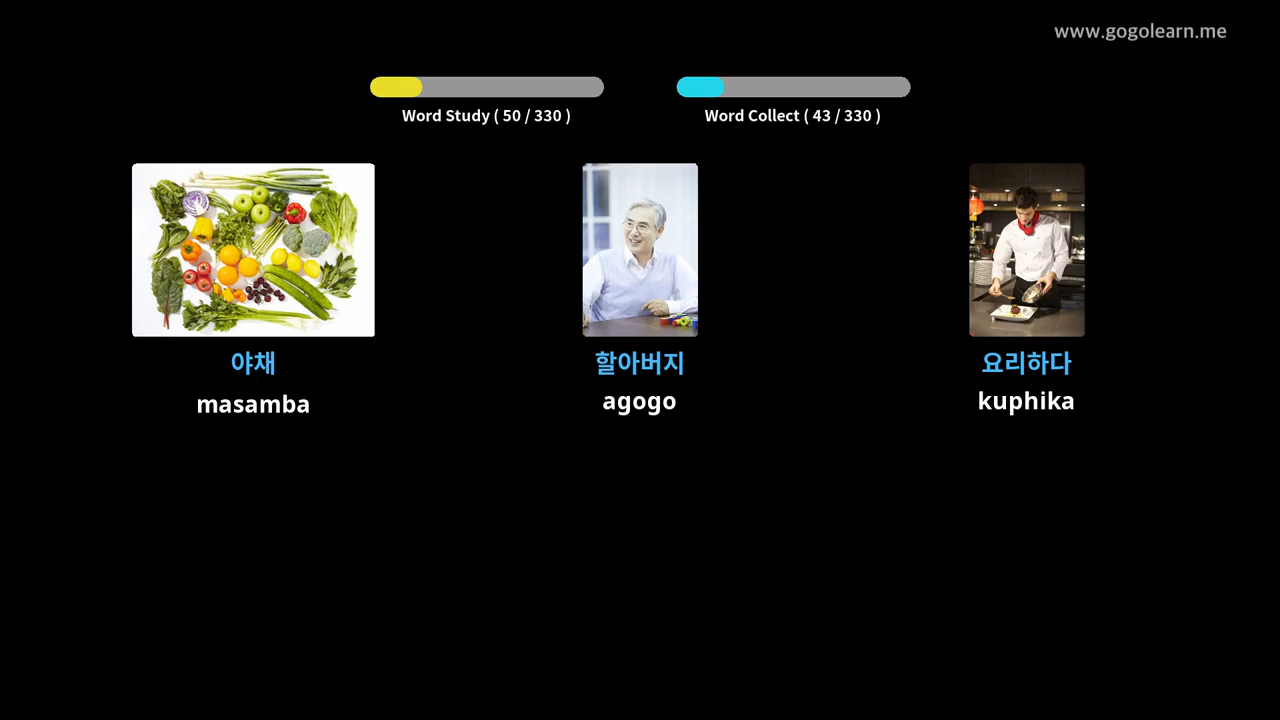 www.gogolearn.me
Word Study ( 50 / 330 )
Word Collect ( 43 / 330 )
야채
할아버지
요리하다
masamba
agogo
kuphika